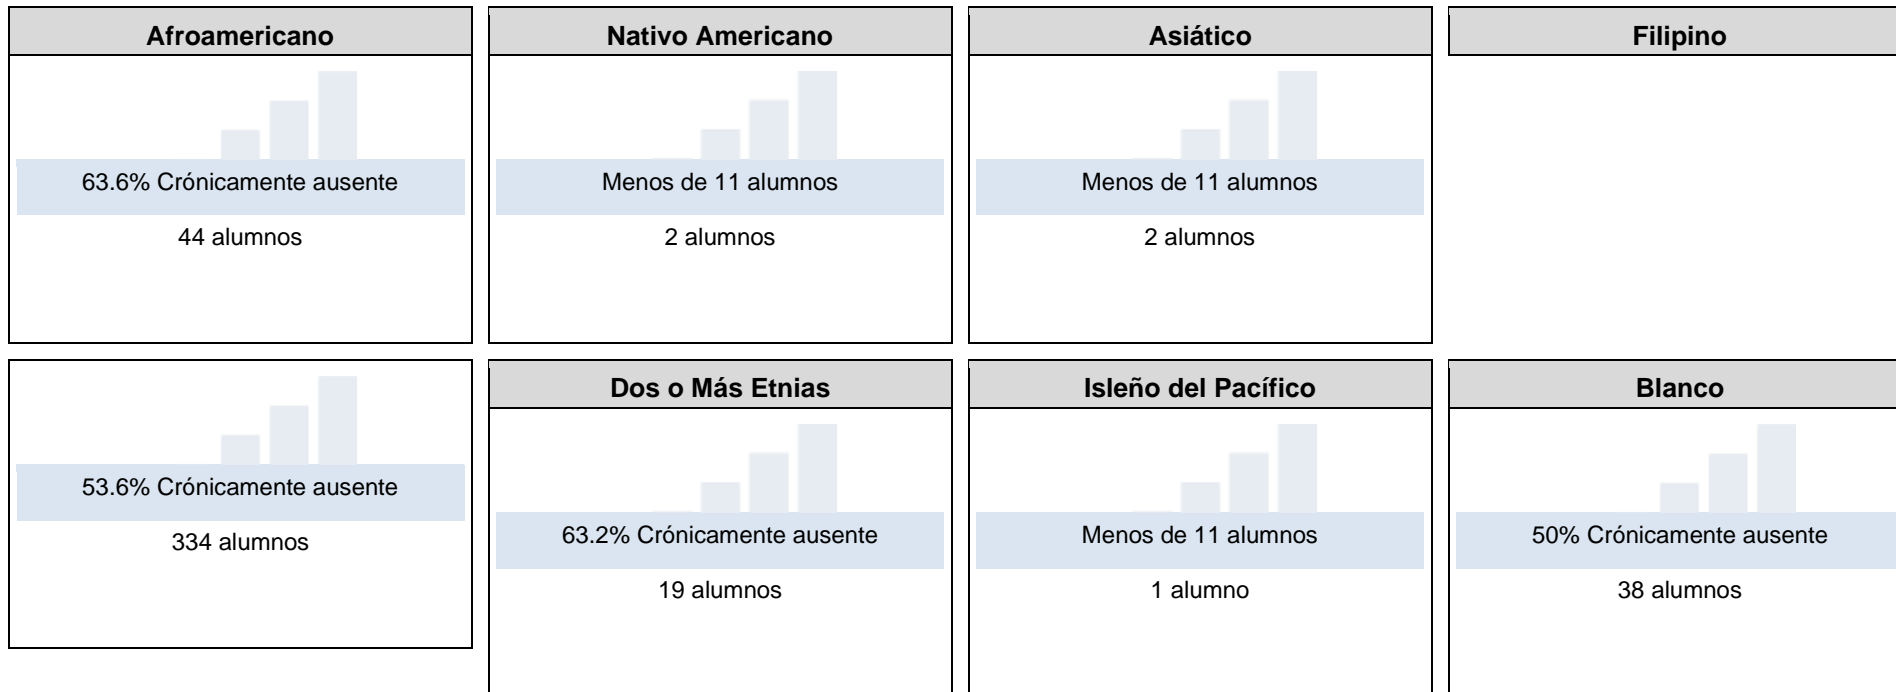 Afroamericano
63.6% Crónicamente ausente
44 alumnos
Nativo Americano
Menos de 11 alumnos
2 alumnos
Asiático
Menos de 11 alumnos
2 alumnos
Filipino
53.6% Crónicamente ausente
334 alumnos
Dos o Más Etnias
63.2% Crónicamente ausente
19 alumnos
Isleño del Pacífico
Menos de 11 alumnos
1 alumno
Blanco
50% Crónicamente ausente
38 alumnos